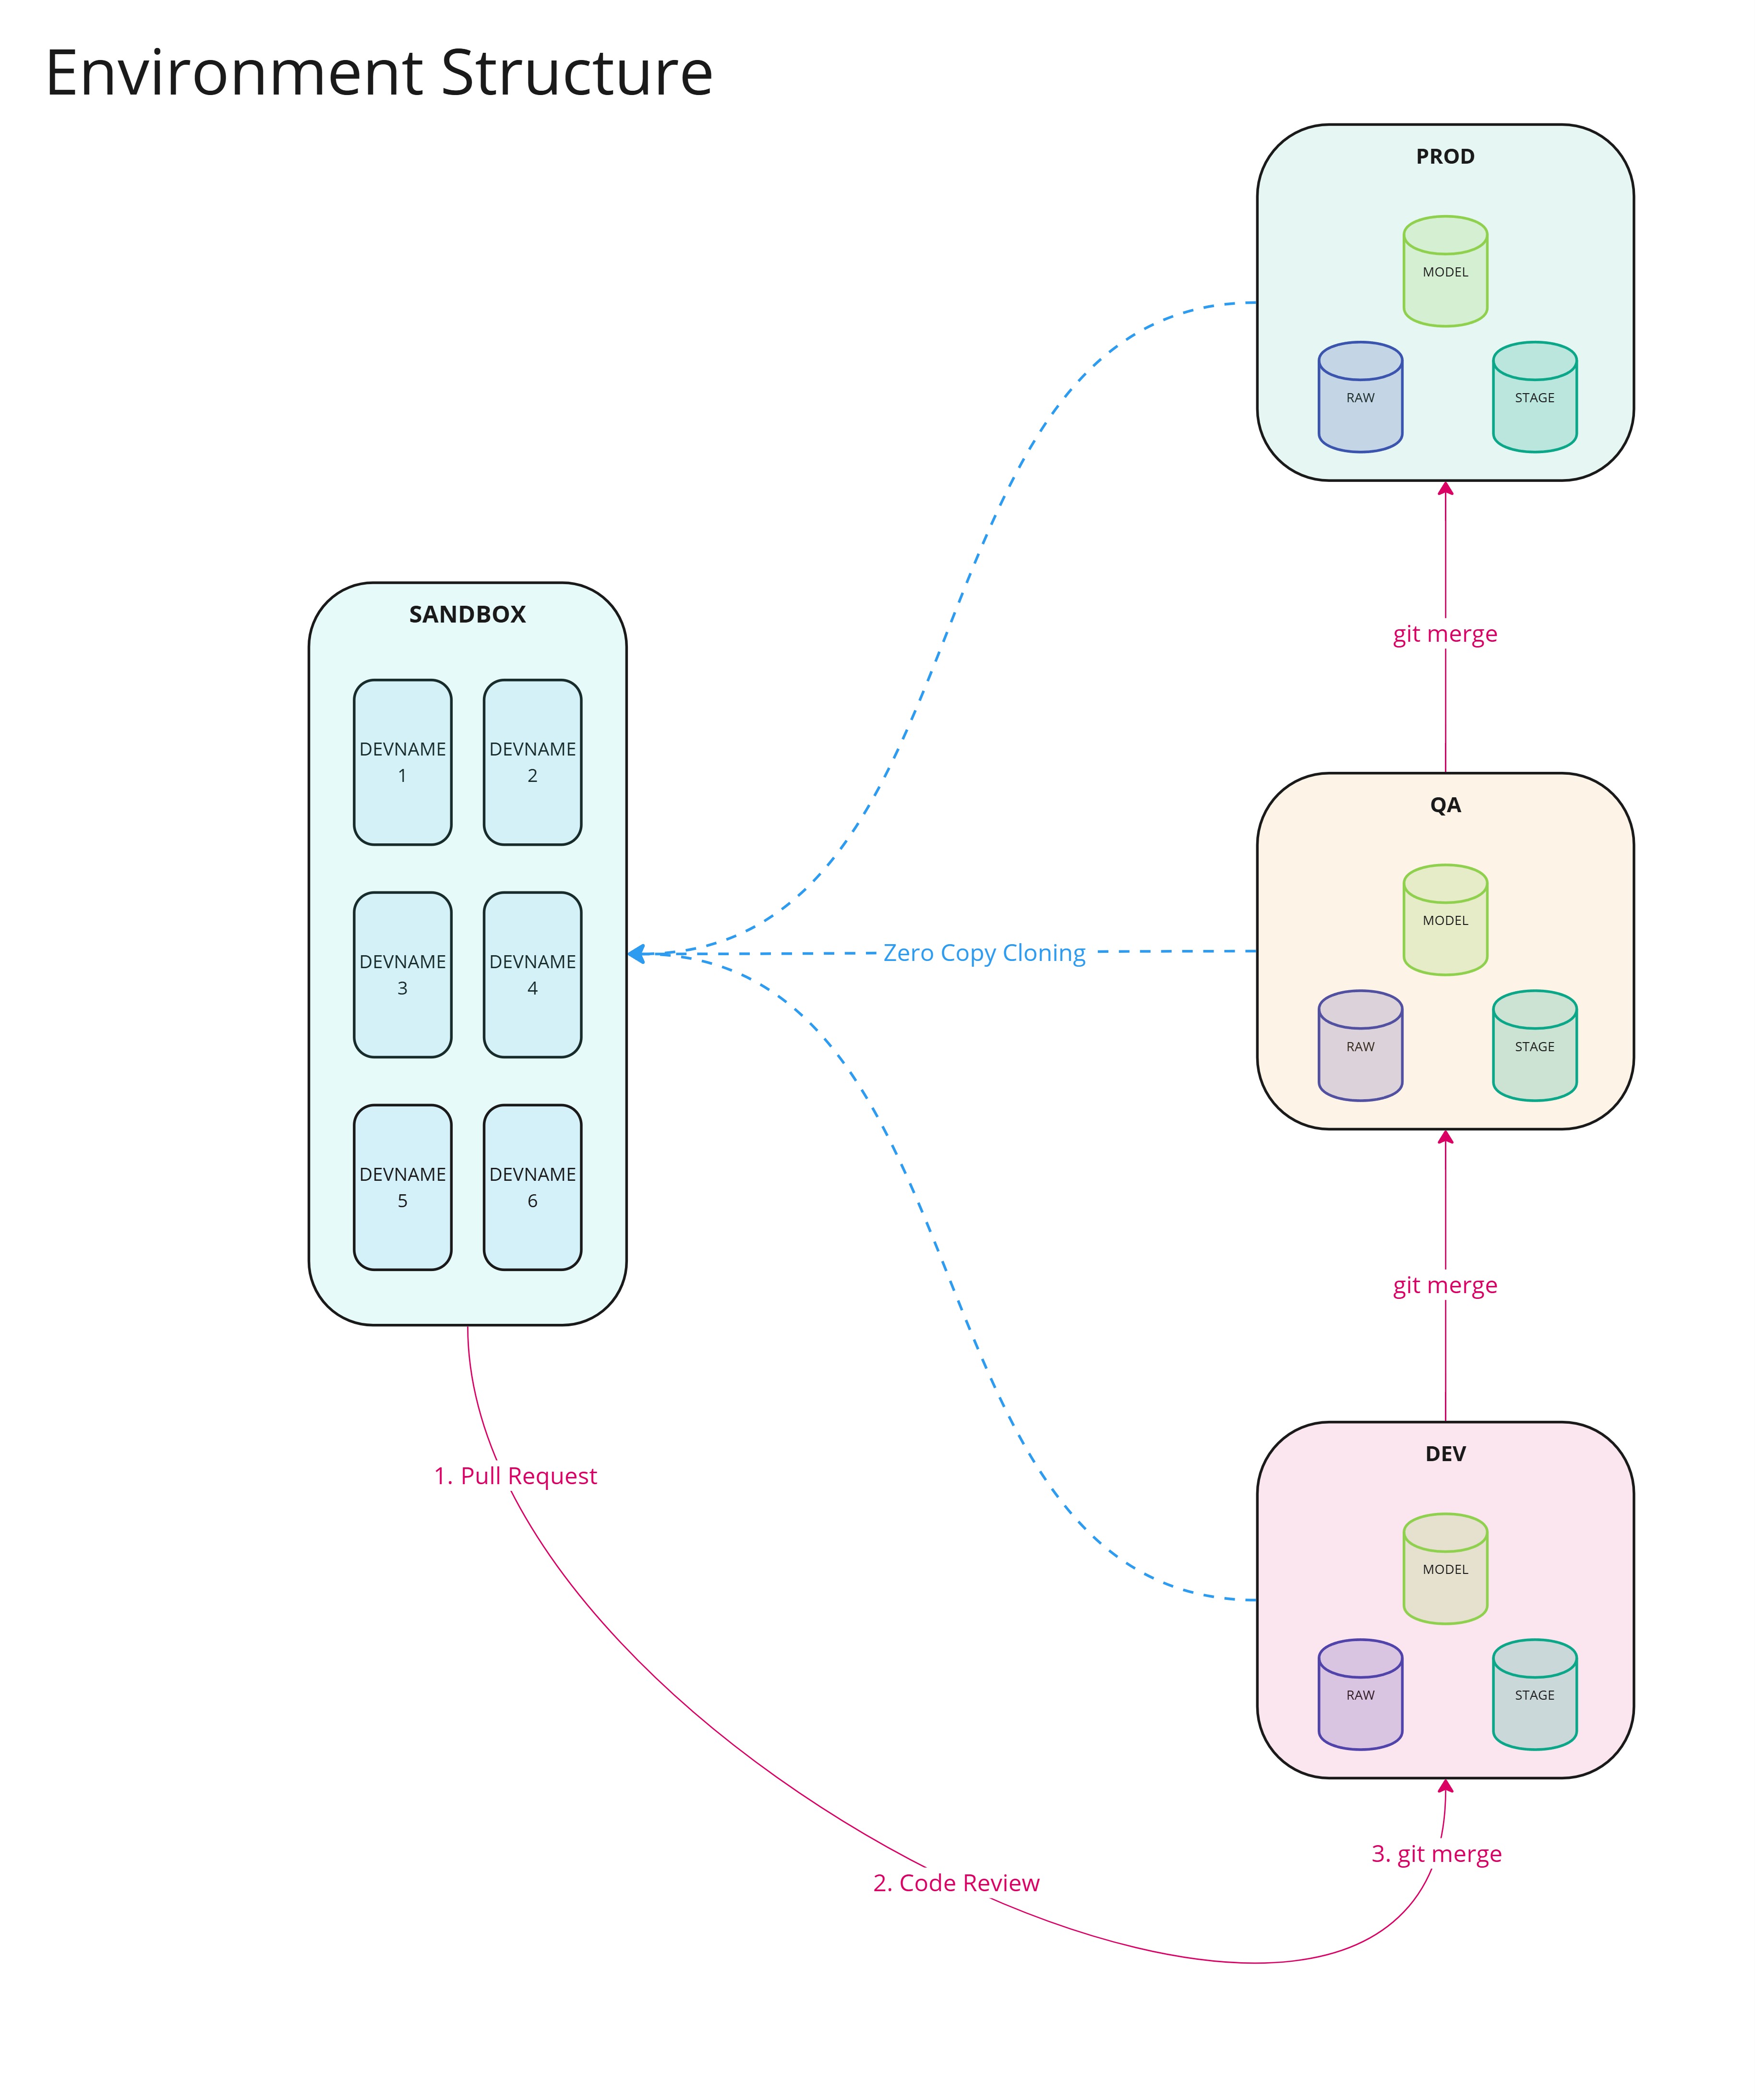 Environment Structure
PROD
MODEL
RAW
STAGE
git merge
SANDBOX
DEVNAME
1
DEVNAME
2
DEVNAME
3
DEVNAME
4
DEVNAME
5
DEVNAME
6
Zero Copy Cloning
QA
MODEL
RAW
STAGE
git merge
DEV
MODEL
RAW
STAGE
1. Pull Request
2. Code Review
3. git merge